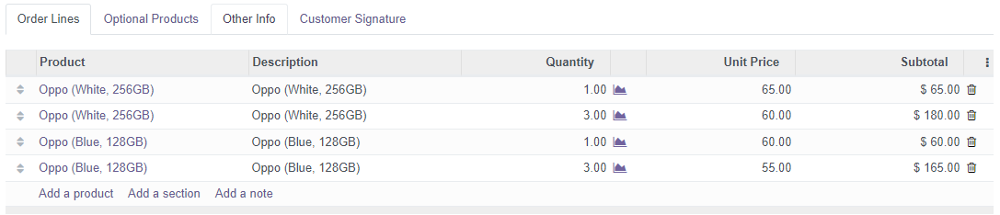 Order Lines Optional Products Other Info Customer Signature
Product Description Quantity Unit Price Subtotal
Oppo (White, 256GB) Oppo (White, 256GB) 1.00 65.00 $ 65.00
Oppo (White, 256GB) Oppo (White, 256GB) 3.00 60.00 $ 180.00
Oppo (Blue, 128GB) Oppo (Blue, 128GB) 1.00 60.00 $ 60.00
Oppo (Blue, 128GB) Oppo (Blue, 128GB) 3.00 55.00 $ 165.00
Add a product Add a section Add a note